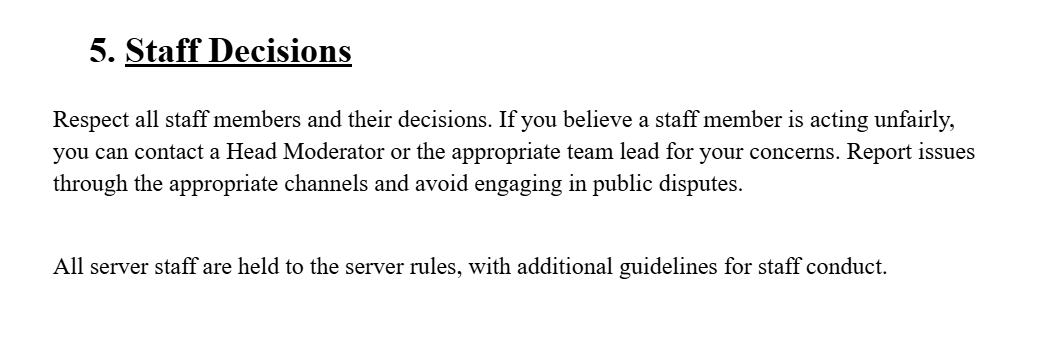 5. Staff Decisions
Respect all staff members and their decisions. If you believe a staff member is acting unfairly,
you can contact a Head Moderator or the appropriate team lead for your concerns. Report issues
through the appropriate channels and avoid engaging in public disputes.
All server staff are held to the server rules, with additional guidelines for staff conduct.